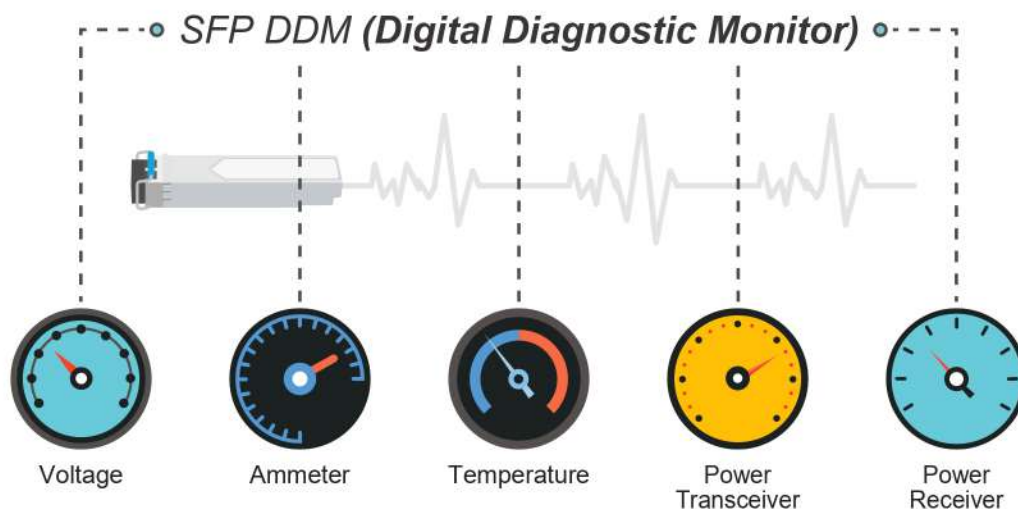 SFP DDM (Digital Diagnostic Monitor)
Voltage
Ammeter
Temperature
Power
Transceiver
Power
Receiver